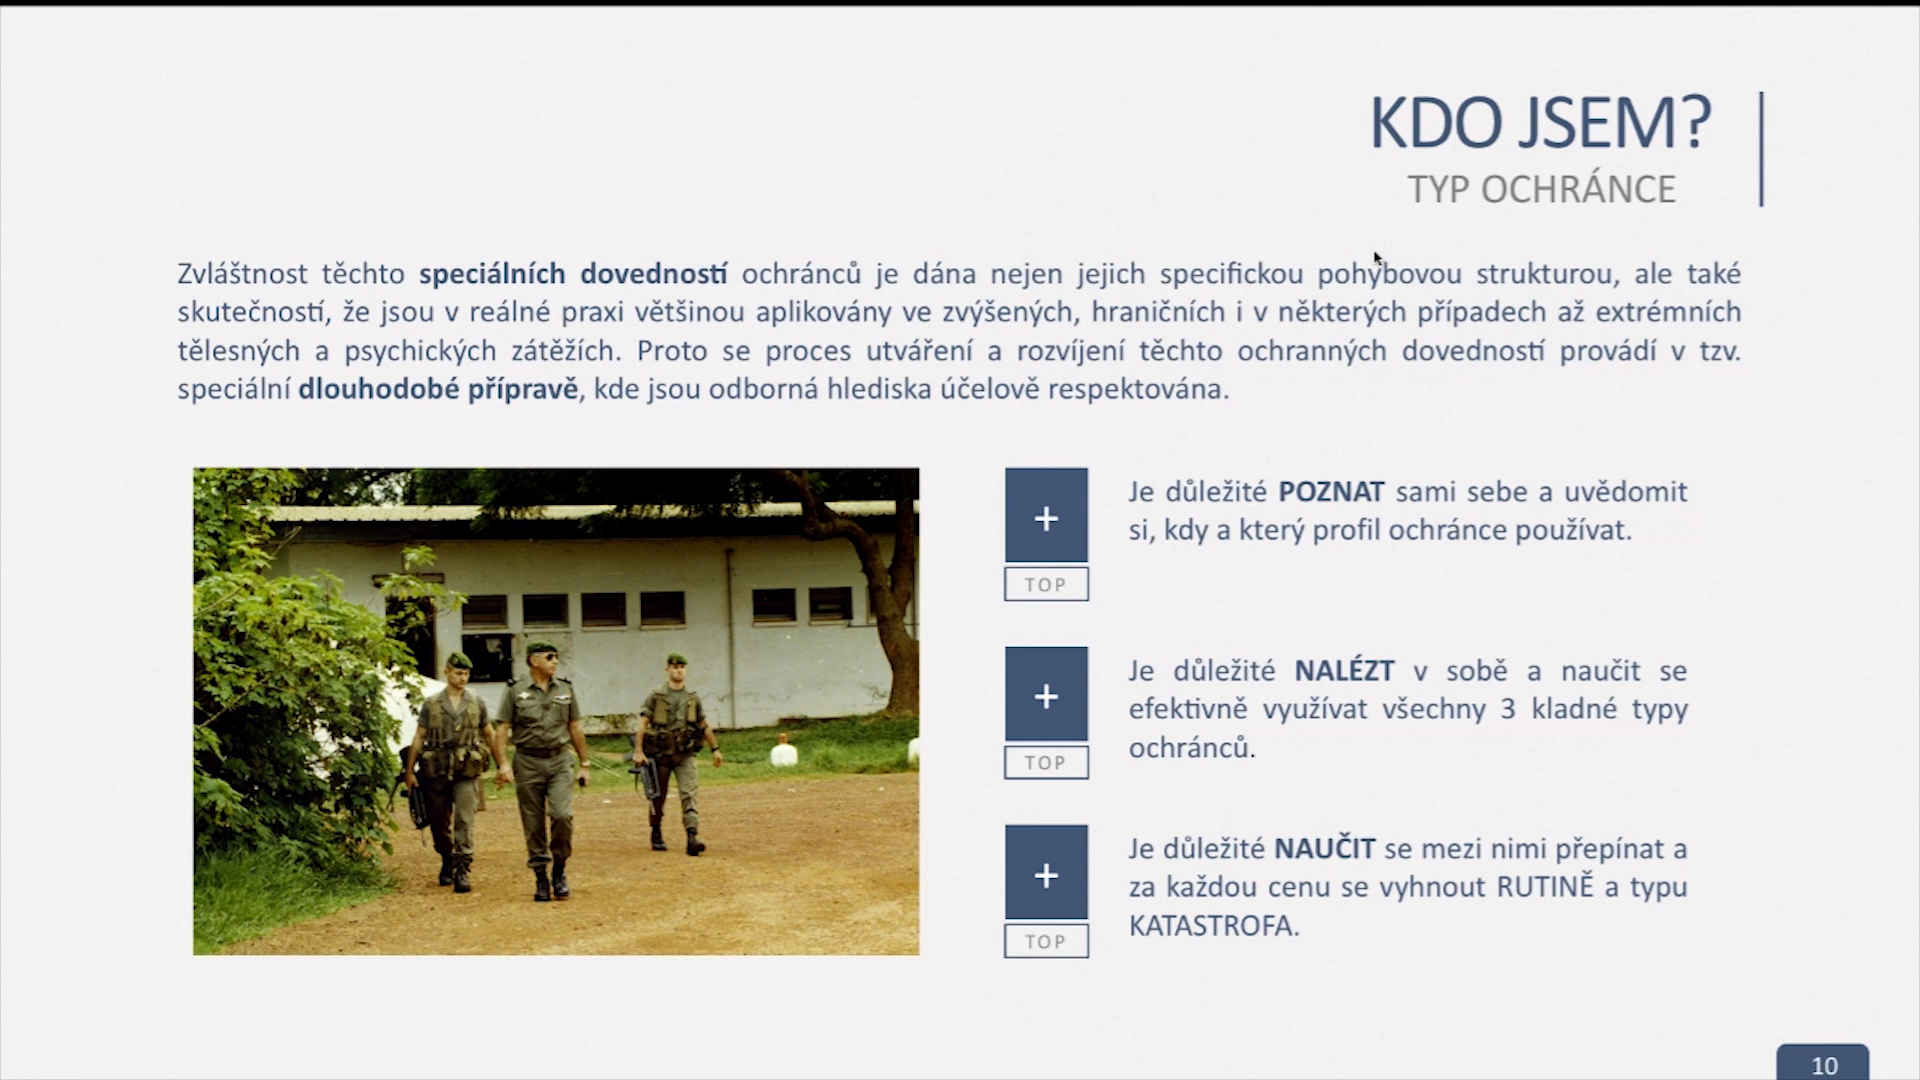 KDO JSEM?
TYP OCHRÁNCE
Zvláštnost těchto speciálních dovedností ochránců je dána nejen jejich specifickou pohybovou strukturou, ale také
skutečností, že jsou v reálné praxi většinou aplikovány ve zvýšených, hraničních i v některých případech až extrémních
tělesných a psychických zátěžích. Proto se proces utváření a rozvíjení těchto ochranných dovedností provádí v tzv.
speciální dlouhodobé přípravě, kde jsou odborná hlediska účelově respektována.
+
TOP
Je důležité POZNAT sami sebe a uvědomit
si, kdy a který profil ochránce používat.
+
TOP
Je důležité NALÉZT v sobě a naučit se
efektivně využívat všechny 3 kladné typy
ochránců.
+
TOP
Je důležité NAUČIT se mezi nimi přepínat a
za každou cenu se vyhnout RUTINĚ a typu
KATASTROFA.
10